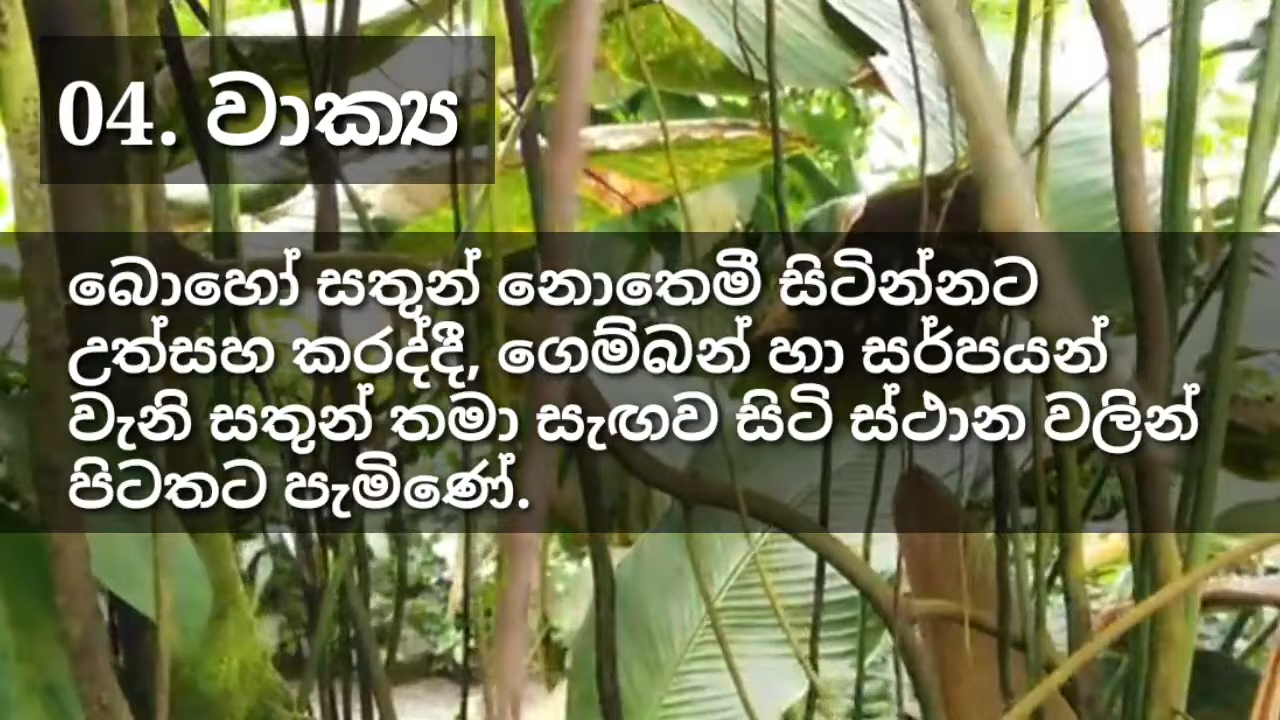 04. වාක්‍ය
බොහෝ සතුන් නොතෙමී සිටින්නට
උත්සහ කරද්දී, ගෙම්බන් හා සර්පයන්
වැනි සතුන් තමා සැඟව සිටි ස්ථාන වලින්
පිටතට පැමිණේ.